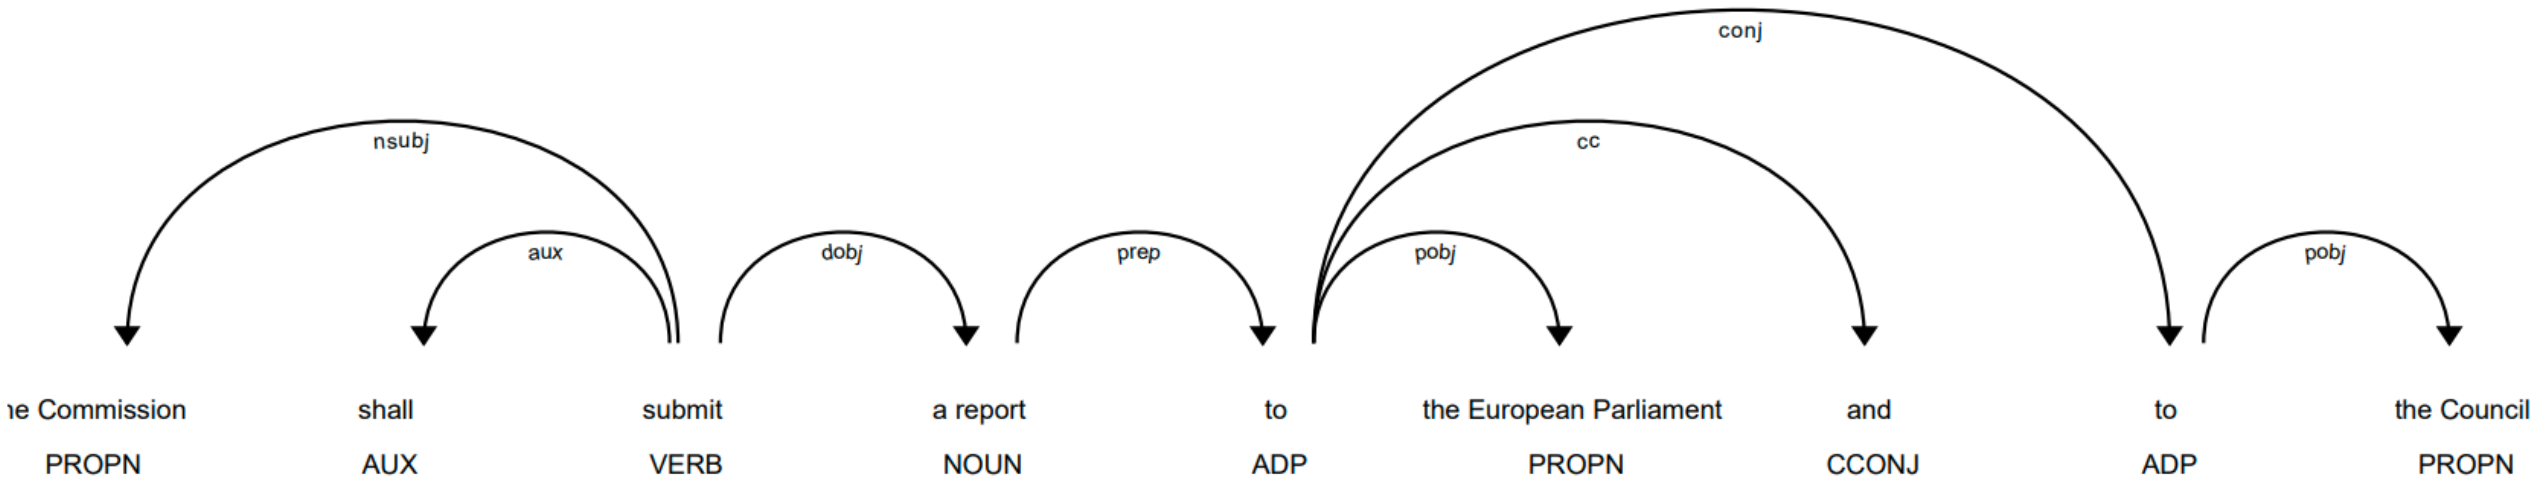 conj
nsubj cc
aux dobj prep pobj pobj
he Commission shall submit a report to the European Parliament and to the Council
PROPN AUX VERB NOUN ADP PROPN CCONJ ADP PROPN